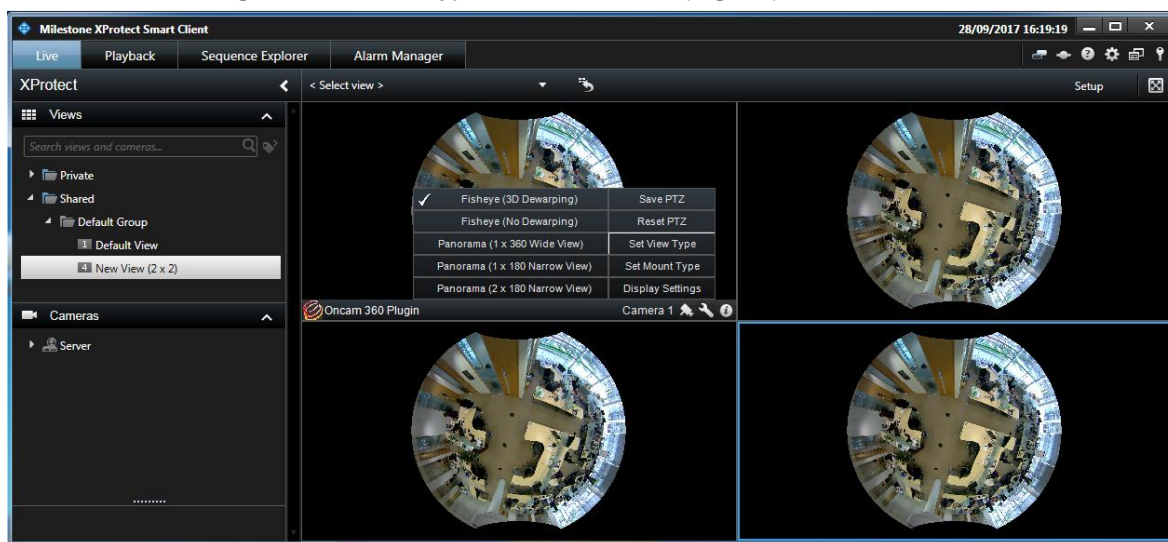 Milestone XProtect Smart Client
28/09/2017 16:19:19
Live
Playback
Sequence Explorer
Alarm Manager
XProtect
< Select view >
Setup
Views
Search views and cameras...
Private
Shared
Default Group
1 Default View
4 New View (2 x 2)
Cameras
Server
Fisheye (3D Dewarping)
Save PTZ
Fisheye (No Dewarping)
Reset PTZ
Panorama (1 x 360 Wide View)
Set View Type
Panorama (1 x 180 Narrow View)
Set Mount Type
Panorama (2 x 180 Narrow View)
Display Settings
Oncam 360 Plugin
Camera 1